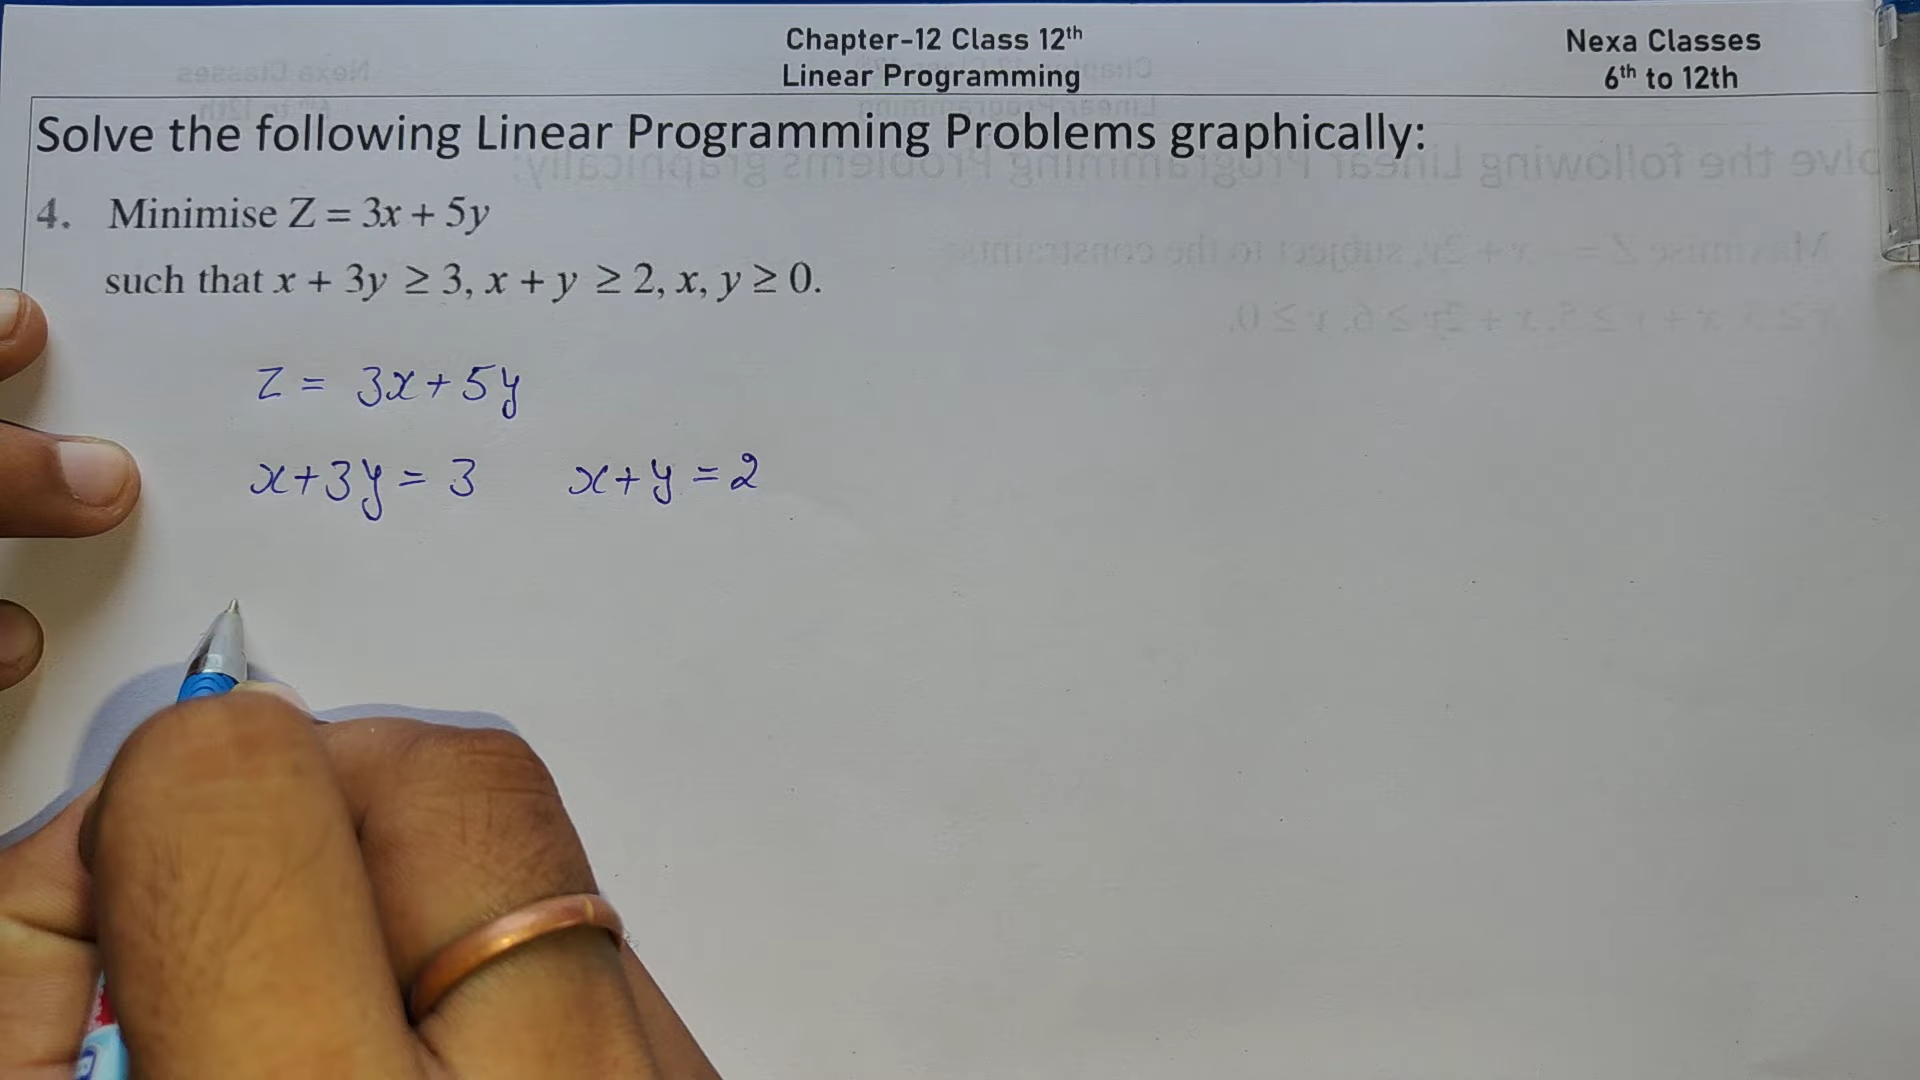 Chapter-12 Class 12th
Linear Programming
Nexa Classes
6th to 12th
Solve the following Linear Programming Problems graphically:
4. Minimise Z = 3x + 5y
such that x + 3y ≥ 3, x + y ≥ 2, x, y ≥ 0.
Z = 3x+5y
x+3y = 3 x+y = 2